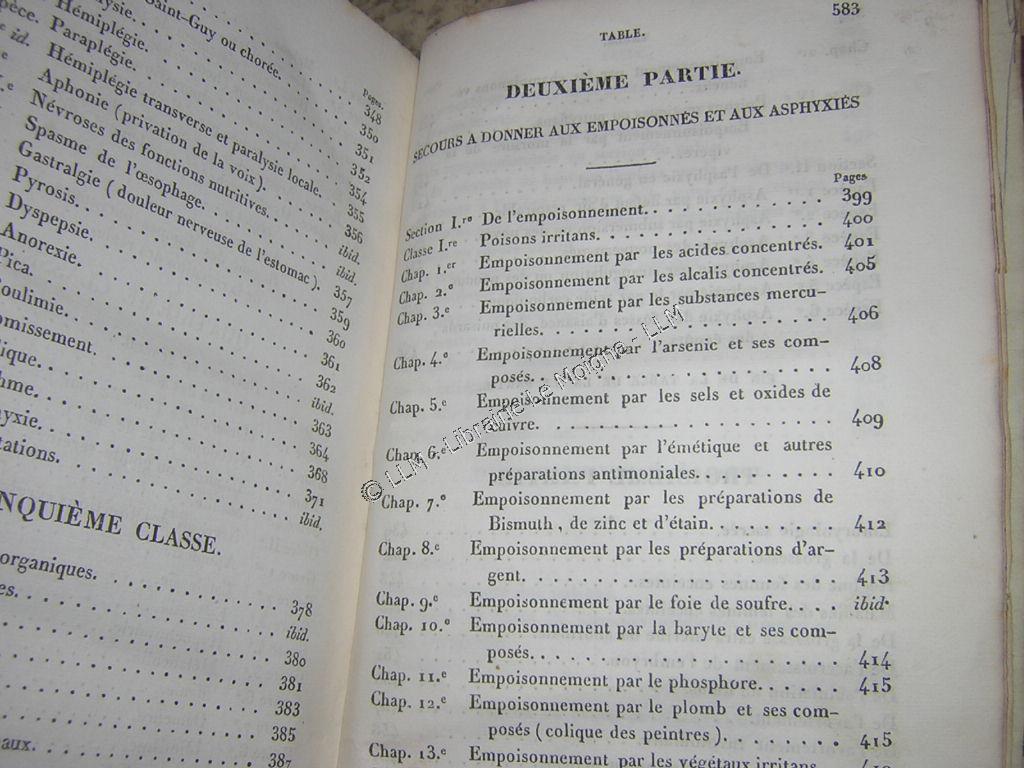 Saint-Guy ou chorée.
Pages.
Hémiplégie. 348
Paraplégie. 350
id. Hémiplégie transverse et paralysie locale. 351
Aphonie (privation de la voix). 352
Névroses des fonctions nutritives. 354
Spasme de l'œsophage. 355
Gastralgie (douleur nerveuse de l'estomac). 356
Pyrosis. ibid.
Dyspepsie. ibid.
Anorexie. 357
Pica. 359
360
361
362
ibid.
363
364
368
371
ibid.
CLASSE.
organiques. 378
ibid.
380
381
383
385
387
TABLE. 583
DEUXIÈME PARTIE.
SECOURS A DONNER AUX EMPOISONNÉS ET AUX ASPHYXIÉS
Pages
Section I.re De l'empoisonnement. 399
Classe I.re Poisons irritans. 400
Chap. 1.er Empoisonnement par les acides concentrés. 401
Chap. 2.e Empoisonnement par les alcalis concentrés. 405
Chap. 3.e Empoisonnement par les substances mercu-
rielles. 406
Chap. 4.e Empoisonnement par l'arsenic et ses com-
posés. 408
Chap. 5.e Empoisonnement par les sels et oxides de
cuivre. 409
Chap. 6.e Empoisonnement par l'émétique et autres
préparations antimoniales. 410
Chap. 7.e Empoisonnement par les préparations de
Bismuth, de zinc et d'étain. 412
Chap. 8.e Empoisonnement par les préparations d'ar-
gent. 413
Chap. 9.e Empoisonnement par le foie de soufre. ibid.
Chap. 10.e Empoisonnement par la baryte et ses com-
posés. 414
Chap. 11.e Empoisonnement par le phosphore. 415
Chap. 12.e Empoisonnement par le plomb et ses com-
posés (colique des peintres). 415
Chap. 13.e Empoisonnement par les végétaux irritans.
© LLM - Librairie Le Moigne - LLM